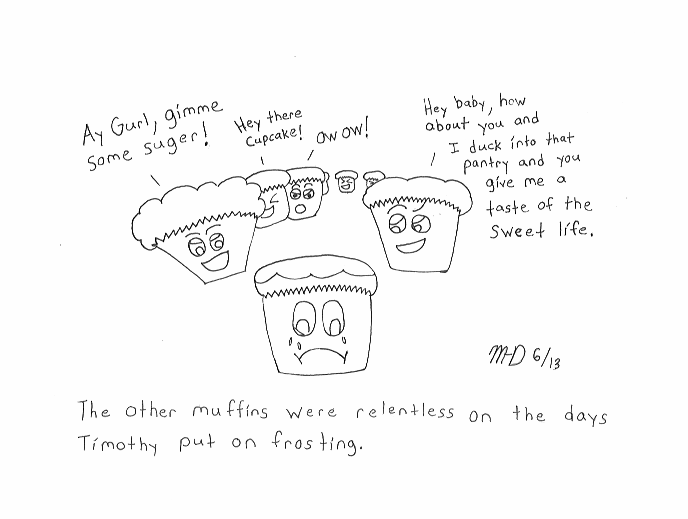 Ay Gurl, gimme
some suger!
Hey there
Cupcake!
OW OW!
Hey baby, how
about you and
I duck into that
pantry and you
give me a
taste of the
sweet life.
M-D 6/13
The other muffins were relentless on the days
Timothy put on frosting.